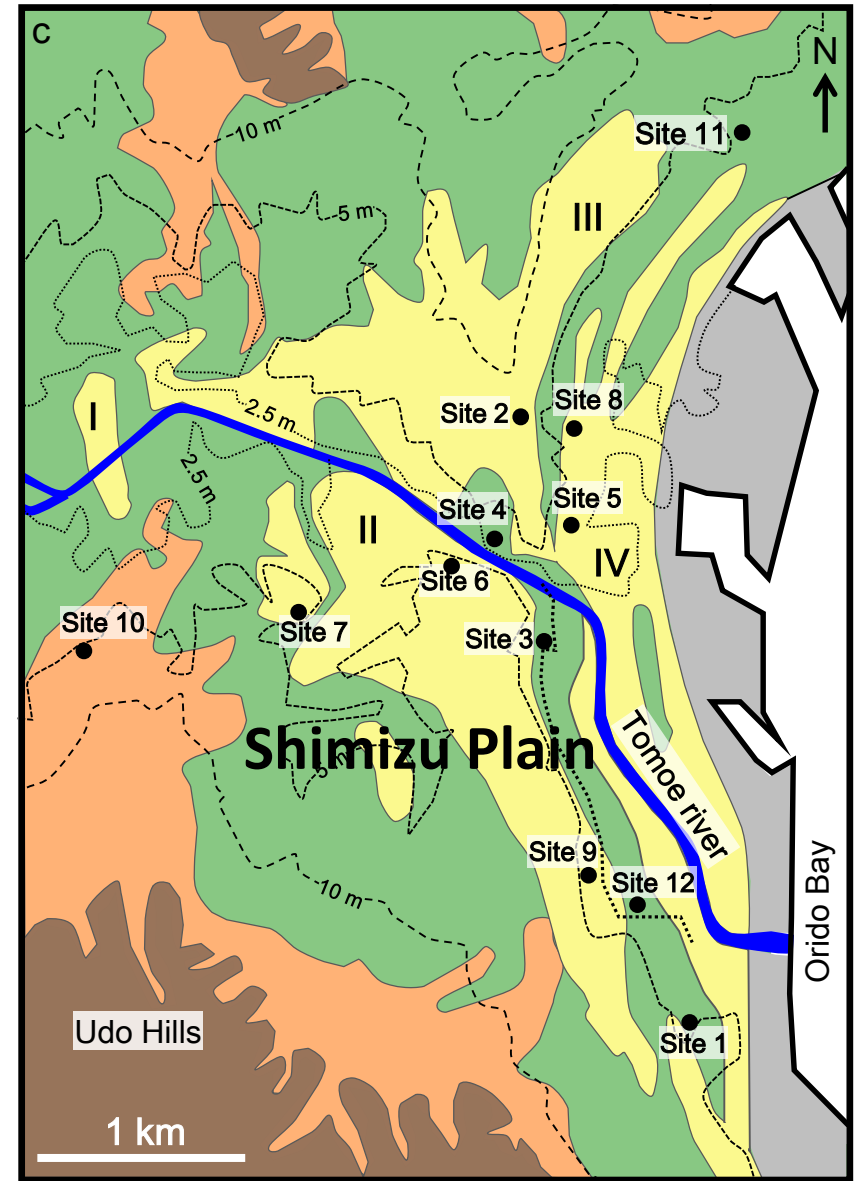 C
N
10 m
Site 11
5 m
III
I
2.5 m
Site 2
Site 8
2.5 m
Site 4
Site 5
II
IV
Site 6
Site 10
Site 7
Site 3
Shimizu Plain
5 m
Tomoe river
Site 9
Site 12
10 m
Orido Bay
Udo Hills
Site 1
1 km